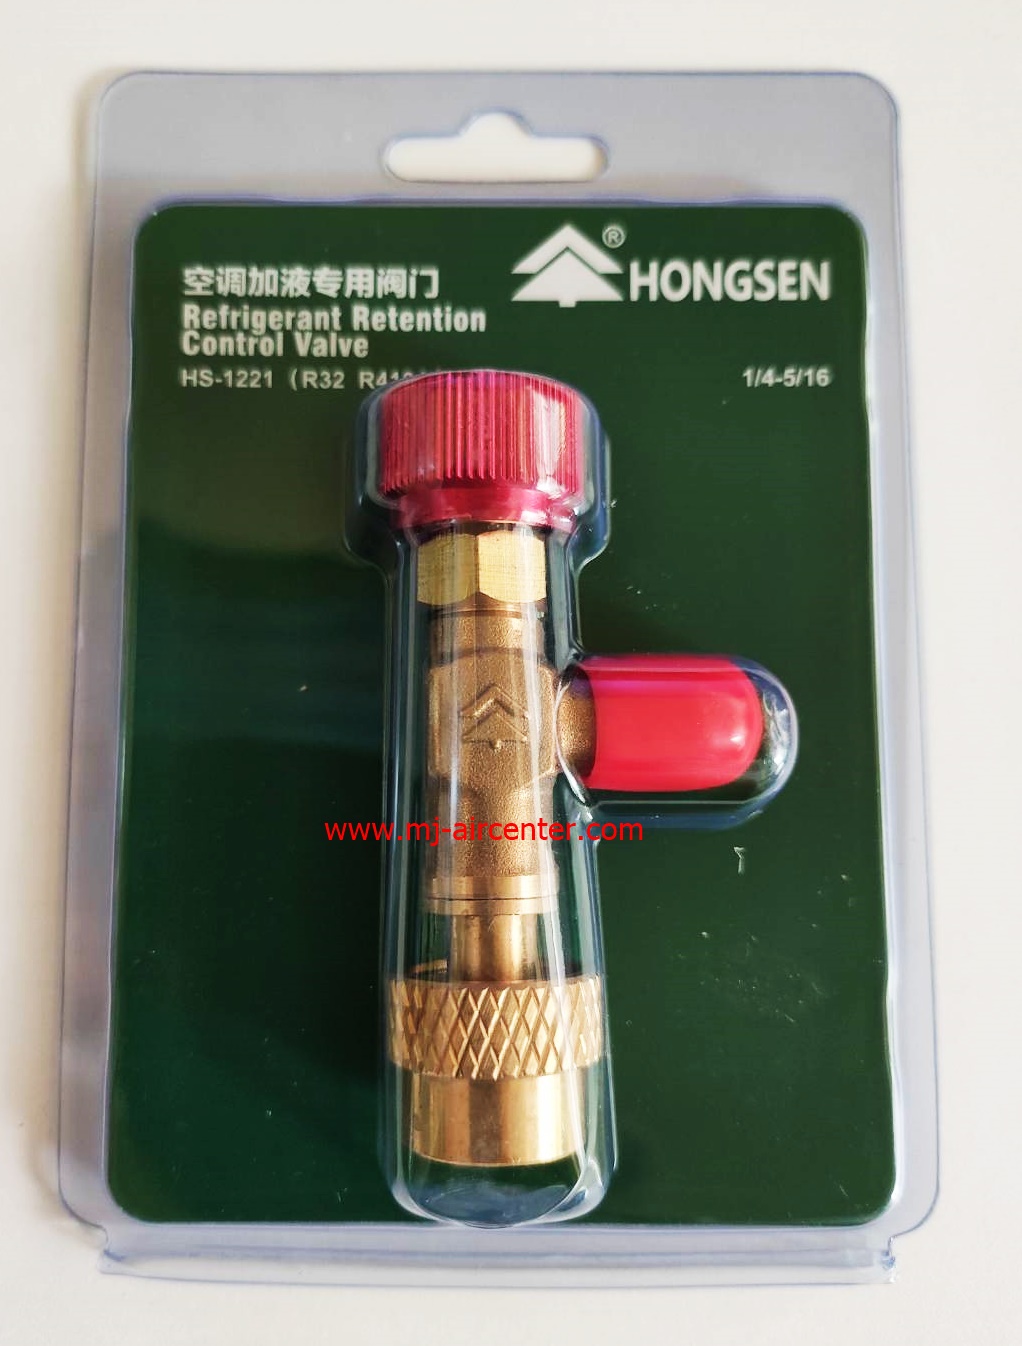 空调加液专用阀门
Refrigerant Retention
Control Valve
HS-1221 (R32
® HONGSEN
1/4-5/16
www.mj-aircenter.com